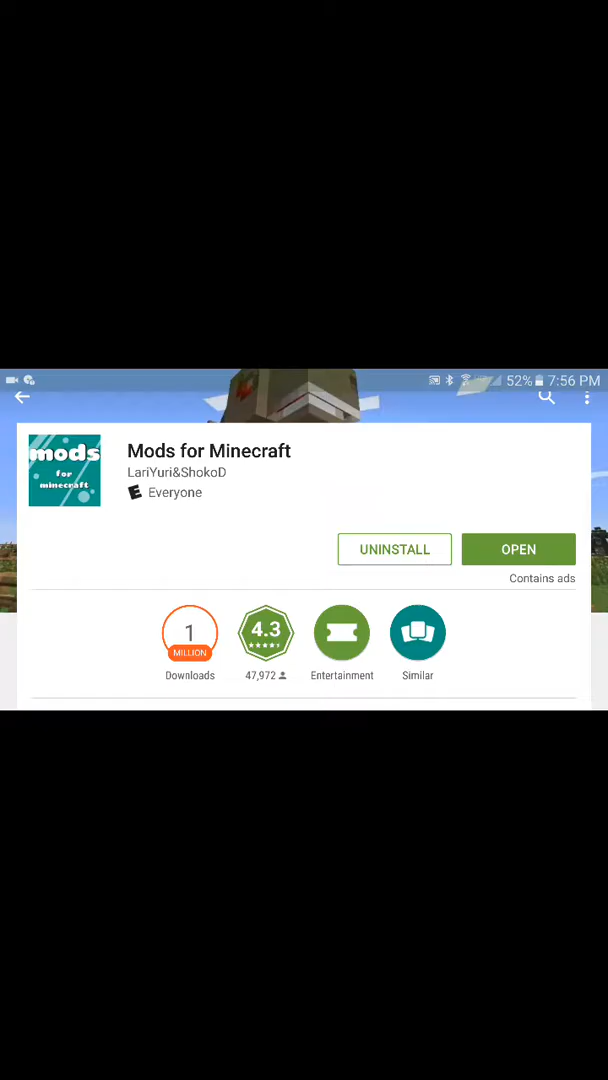 52% 7:56 PM
mods
for
minecraft
Mods for Minecraft
LariYuri&ShokoD
E Everyone
UNINSTALL
OPEN
Contains ads
1
MILLION
Downloads
4.3
47,972
Entertainment
Similar